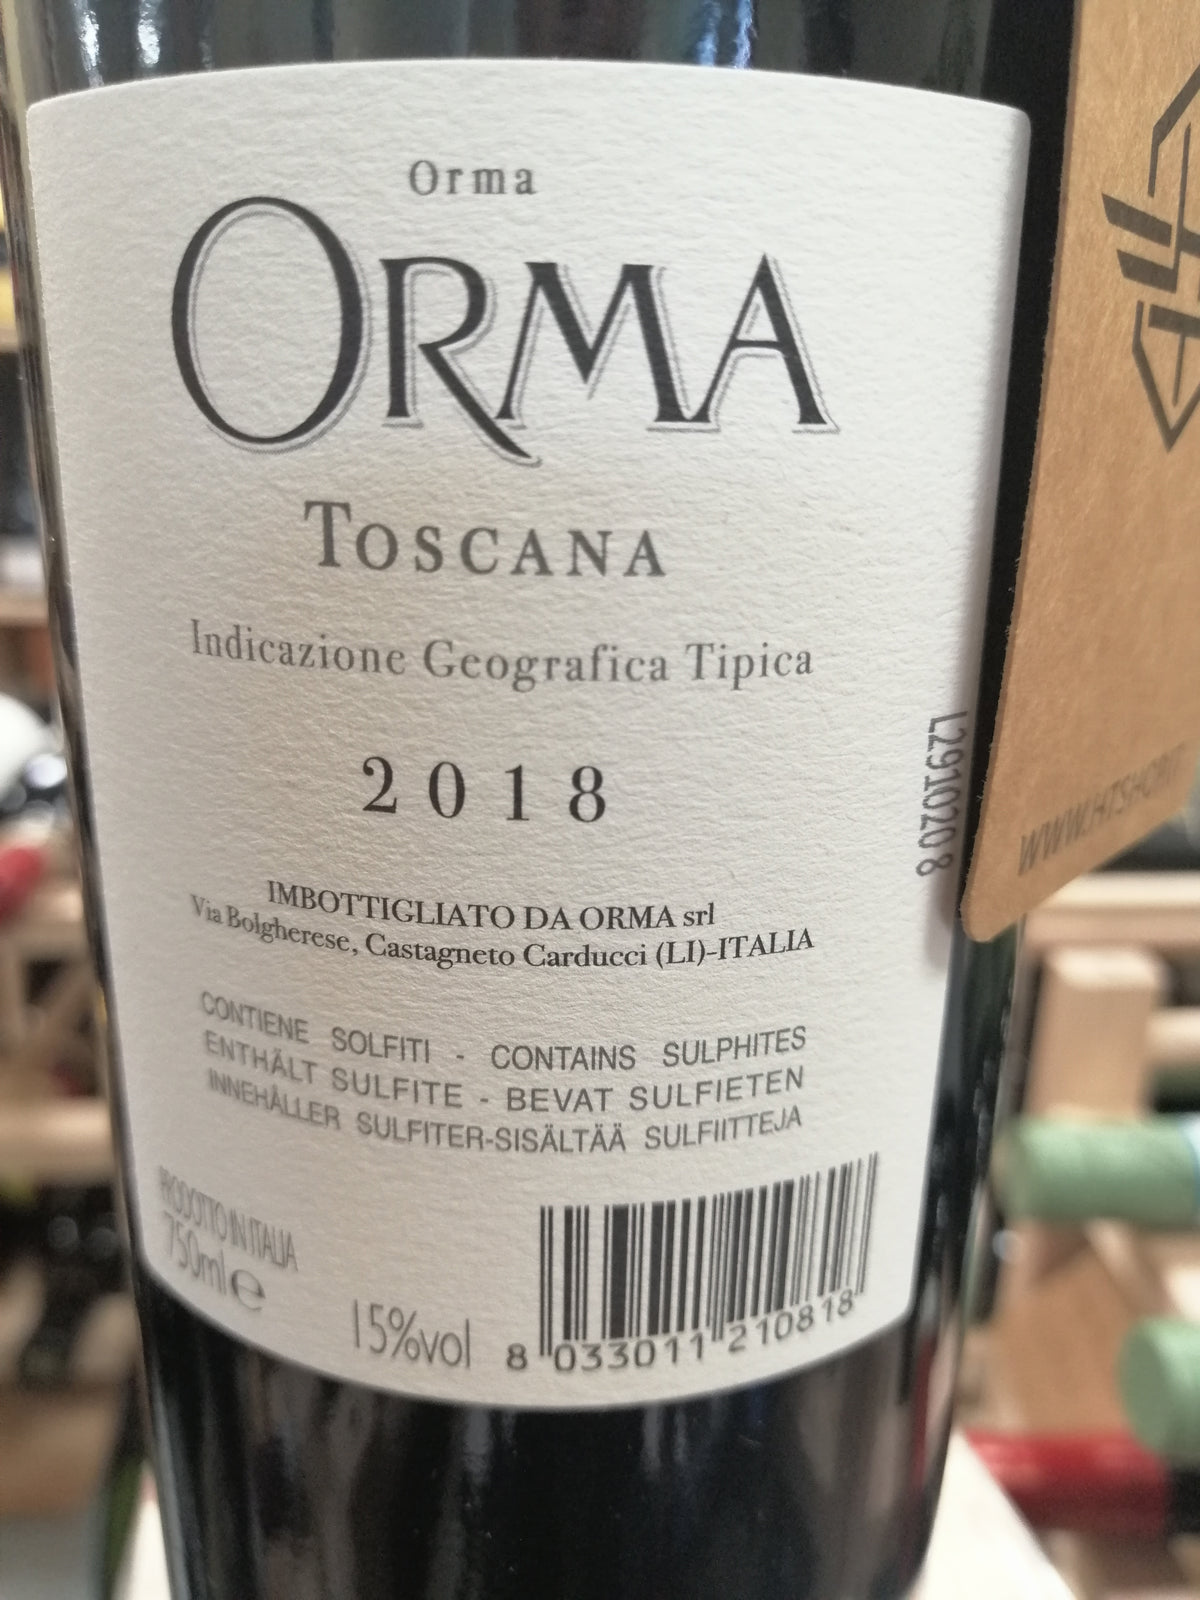 Orma
ORMA
TOSCANA
Indicazione Geografica Tipica
2018
IMBOTTIGLIATO DA ORMA srl
Via Bolgherese, Castagneto Carducci (LI)-ITALIA
CONTIENE SOLFITI - CONTAINS SULPHITES
ENTHÄLT SULFITE - BEVAT SULFIETEN
INNEHÅLLER SULFITER-SISÄLTÄÄ SULFIITTEJA
PRODOTTO IN ITALIA
750ml e
15%vol
8 033011 210818
L291020 8